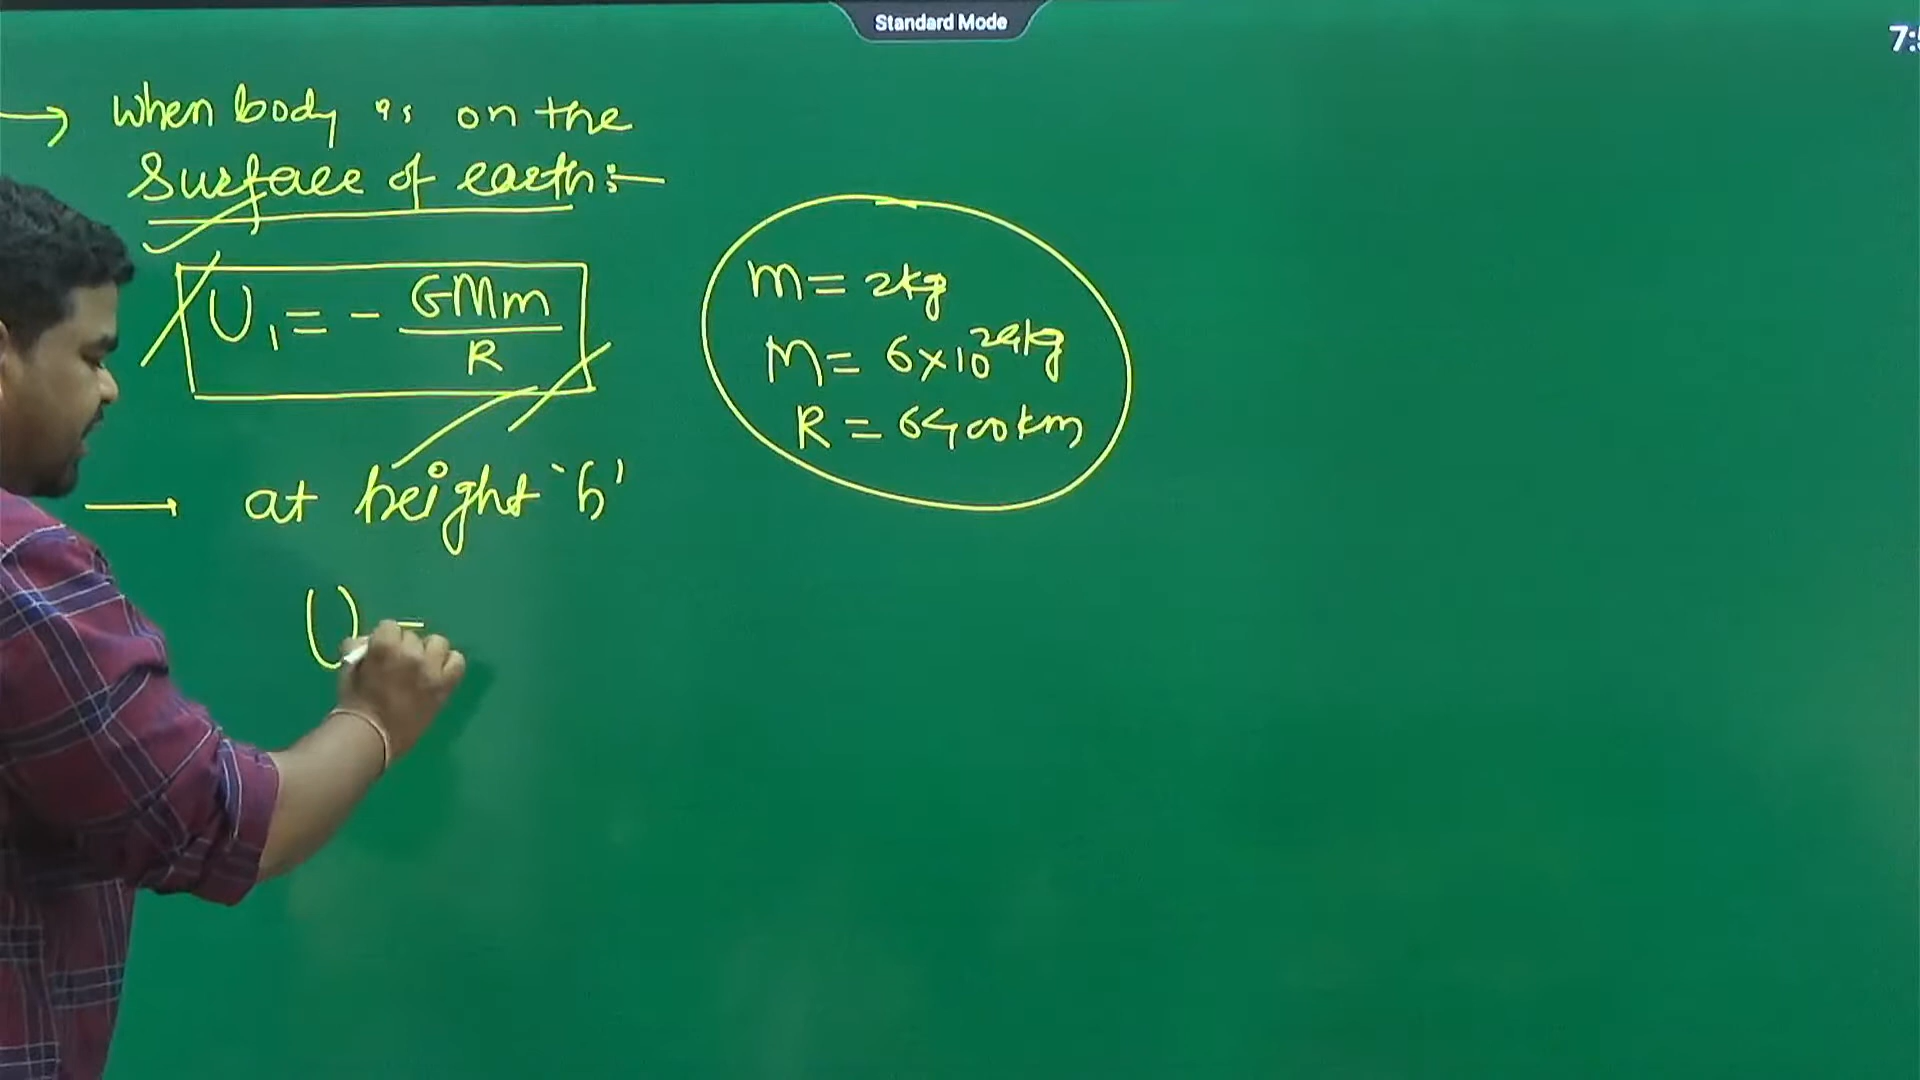 Standard Mode
7:
→ When body is on the
surface of earth:-
U₁ = - GMm / R
m = 2kg
M = 6×10²⁴kg
R = 6400km
→ at height 'h'
U =